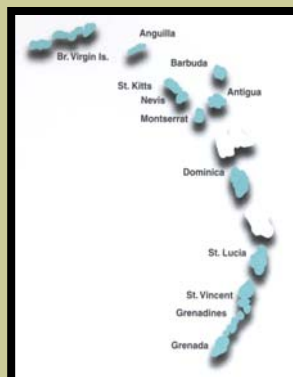 Anguilla
Br. Virgin Is.
Barbuda
St. Kitts
Nevis
Antigua
Montserrat
Dominica
St. Lucia
St. Vincent
Grenadines
Grenada